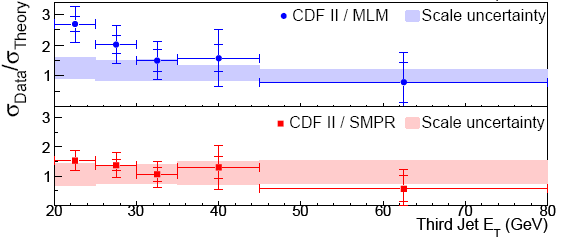 σData/σTheory
3
2
1
CDF II / MLM
Scale uncertainty
3
2
1
CDF II / SMPR
Scale uncertainty
20 30 40 50 60 70 80
Third Jet ET (GeV)